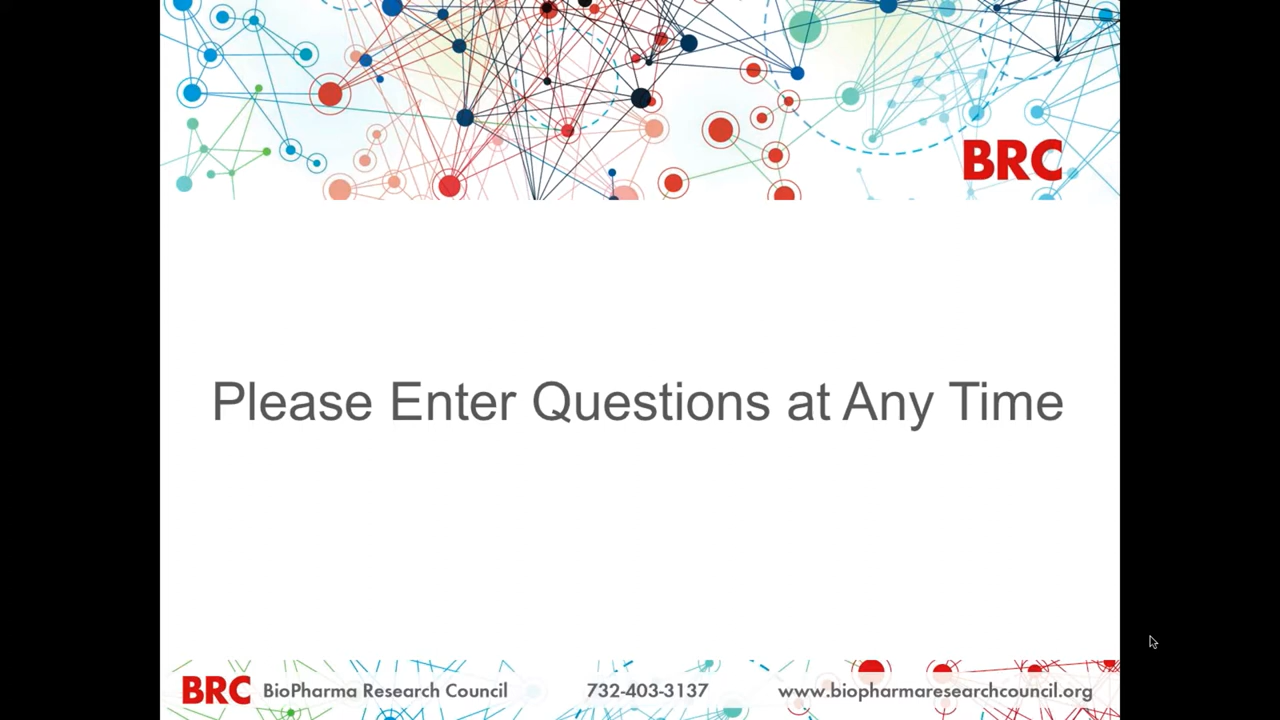 BRC
Please Enter Questions at Any Time
BRC BioPharma Research Council 732-403-3137 www.biopharmaresearchcouncil.org